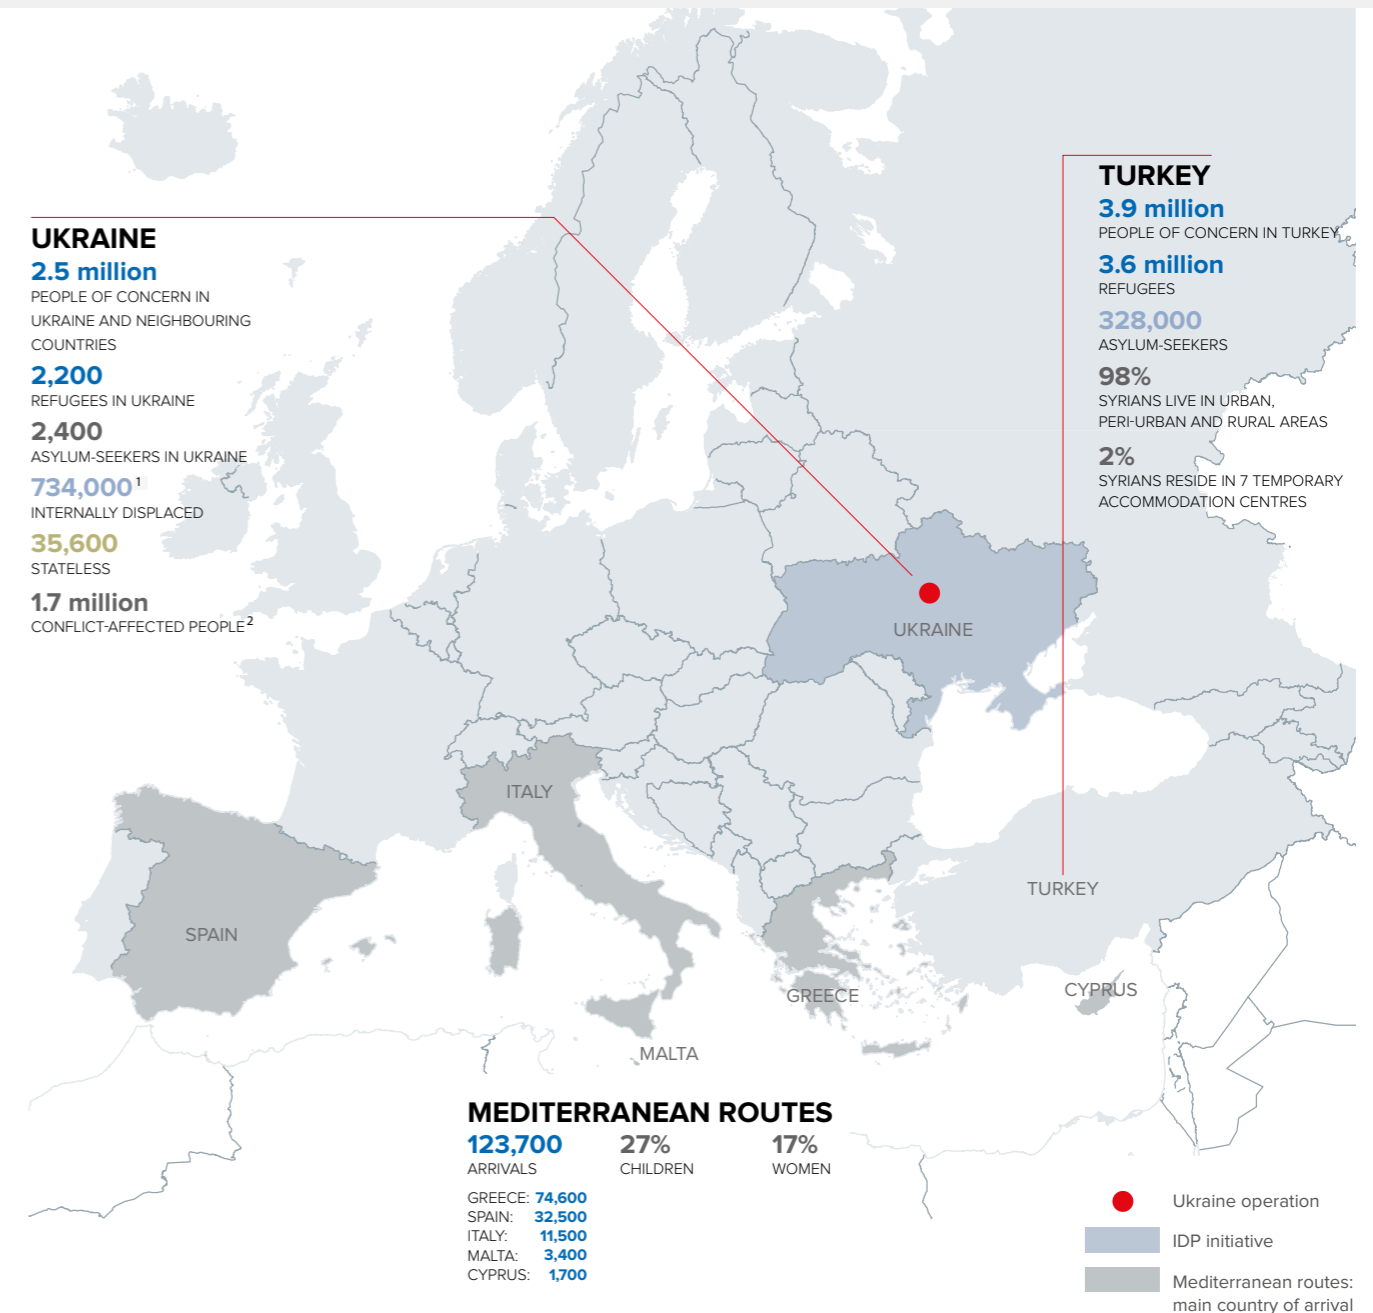 UKRAINE
2.5 million
PEOPLE OF CONCERN IN
UKRAINE AND NEIGHBOURING
COUNTRIES
2,200
REFUGEES IN UKRAINE
2,400
ASYLUM-SEEKERS IN UKRAINE
734,000¹
INTERNALLY DISPLACED
35,600
STATELESS
1.7 million
CONFLICT-AFFECTED PEOPLE²
TURKEY
3.9 million
PEOPLE OF CONCERN IN TURKEY
3.6 million
REFUGEES
328,000
ASYLUM-SEEKERS
98%
SYRIANS LIVE IN URBAN,
PERI-URBAN AND RURAL AREAS
2%
SYRIANS RESIDE IN 7 TEMPORARY
ACCOMMODATION CENTRES
UKRAINE
ITALY
TURKEY
SPAIN
CYPRUS
GREECE
MALTA
MEDITERRANEAN ROUTES
123,700 27% 17%
ARRIVALS CHILDREN WOMEN
GREECE: 74,600
SPAIN: 32,500
ITALY: 11,500
MALTA: 3,400
CYPRUS: 1,700
Ukraine operation
IDP initiative
Mediterranean routes:
main country of arrival